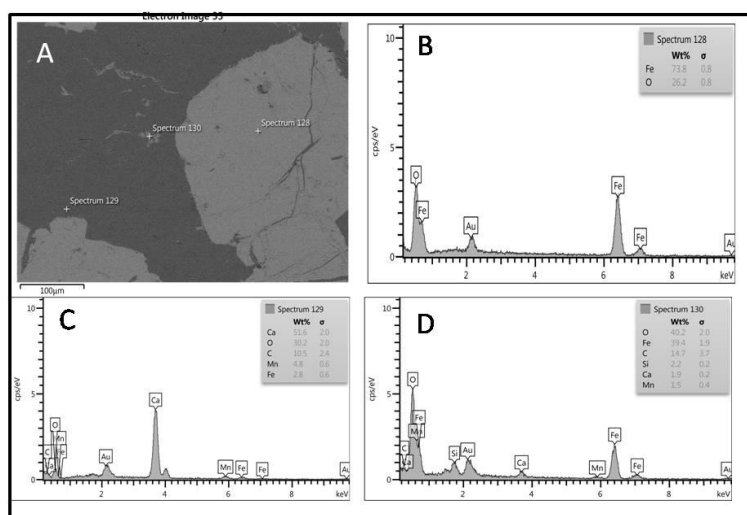 Electron Image 33
A
Spectrum 130
Spectrum 128
Spectrum 129
100µm
B
Spectrum 128
Wt% σ
Fe 73.8 0.8
O 26.2 0.8
cps/eV
10
5
0
O
Fe
Au
Fe
Fe
Au
2 4 6 8 keV
C
Spectrum 129
Wt% σ
Ca 51.6 2.0
O 30.2 2.0
C 10.5 2.4
Mn 4.8 0.6
Fe 2.8 0.6
cps/eV
10
5
0
Ca
O
Mn
C
Fe
Ca
Au
Mn
Fe
Fe
Au
2 4 6 8 keV
D
Spectrum 130
Wt% σ
O 40.2 2.0
Fe 39.4 1.9
C 14.7 3.7
Si 2.2 0.2
Ca 1.9 0.2
Mn 1.5 0.4
cps/eV
10
5
0
O
Fe
Mn
C
Ca
Si
Au
Ca
Mn
Fe
Fe
Au
2 4 6 8 keV